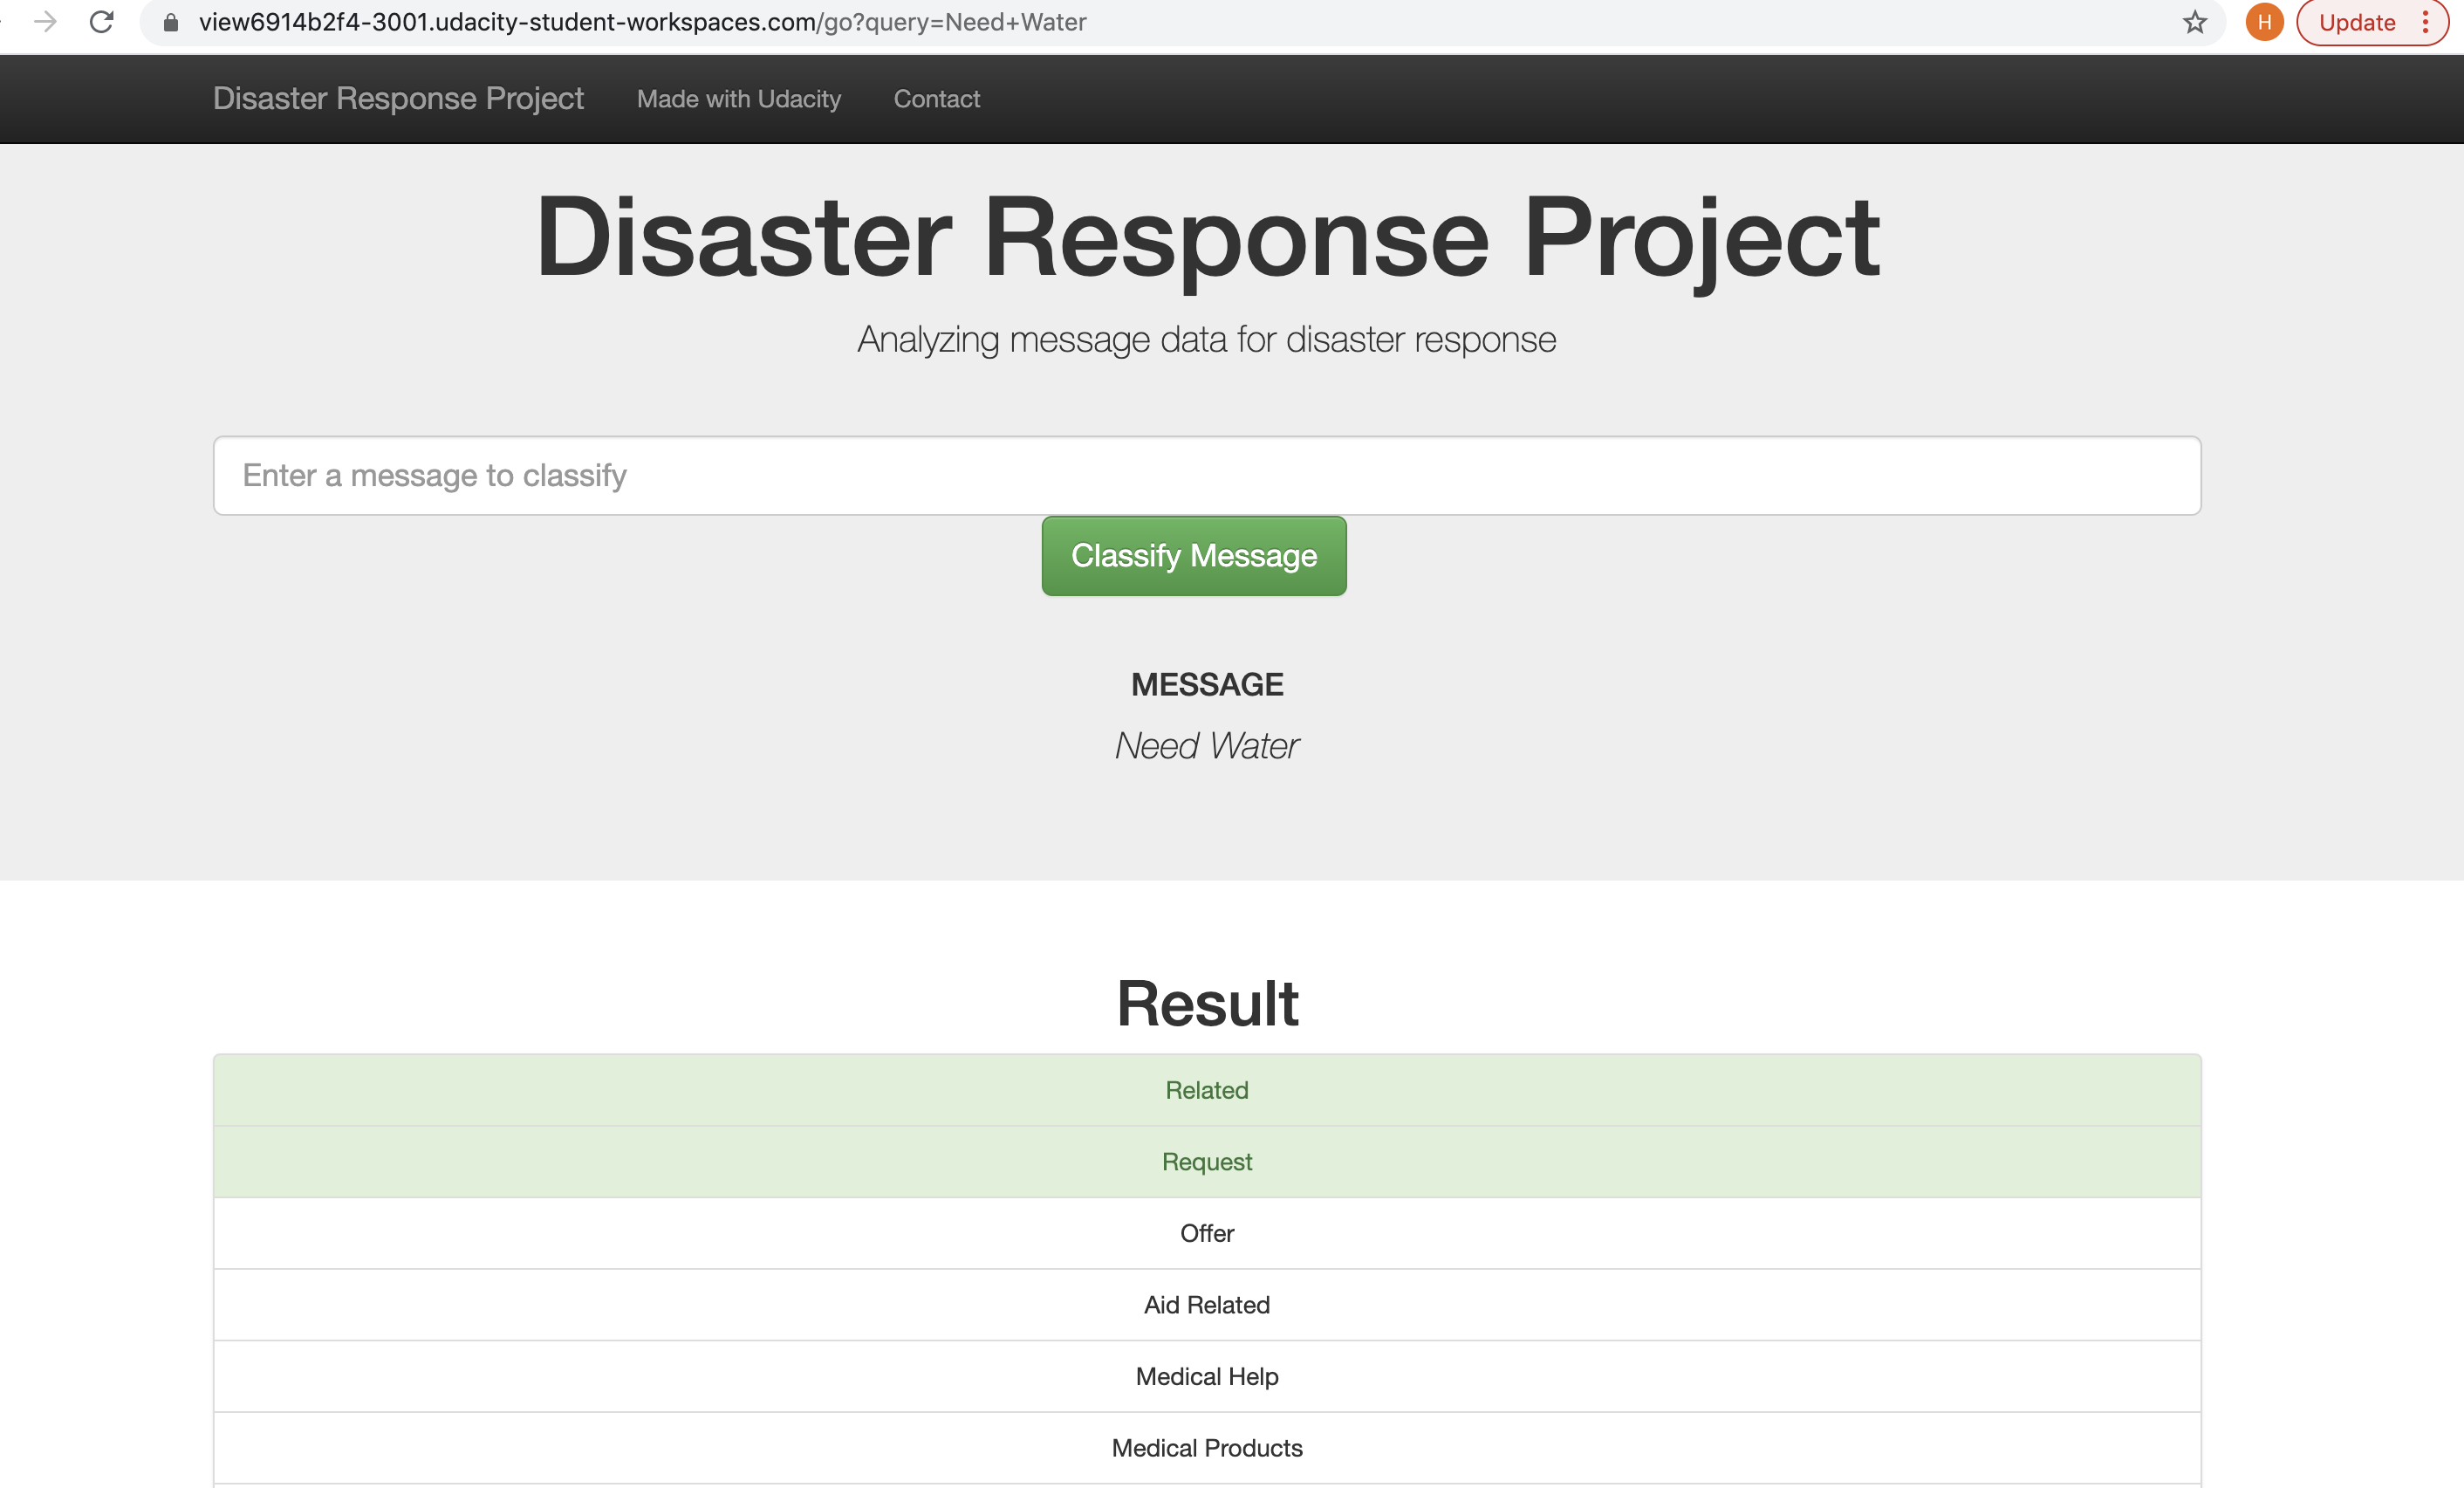 view6914b2f4-3001.udacity-student-workspaces.com/go?query=Need+Water H Update
Disaster Response Project Made with Udacity Contact
Disaster Response Project
Analyzing message data for disaster response
Enter a message to classify
Classify Message
MESSAGE
Need Water
Result
Related
Request
Offer
Aid Related
Medical Help
Medical Products